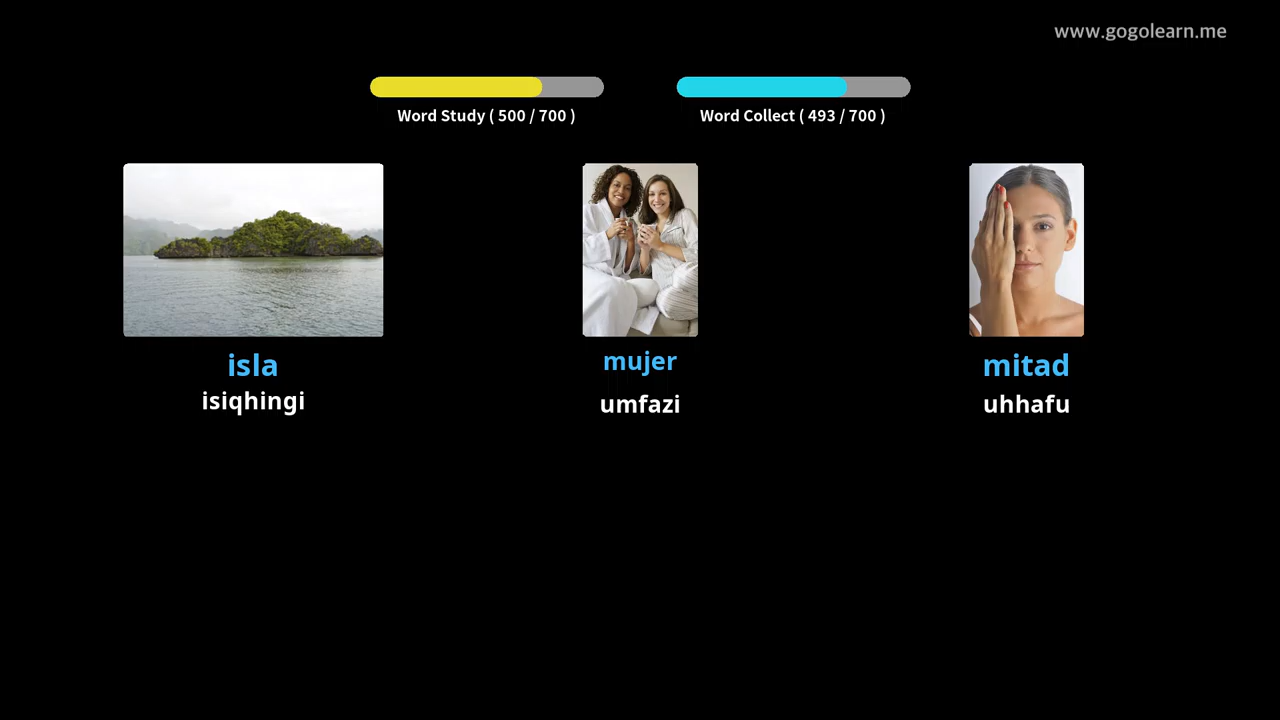 www.gogolearn.me
Word Study ( 500 / 700 )
Word Collect ( 493 / 700 )
isla
mujer
mitad
isiqhingi
umfazi
uhhafu